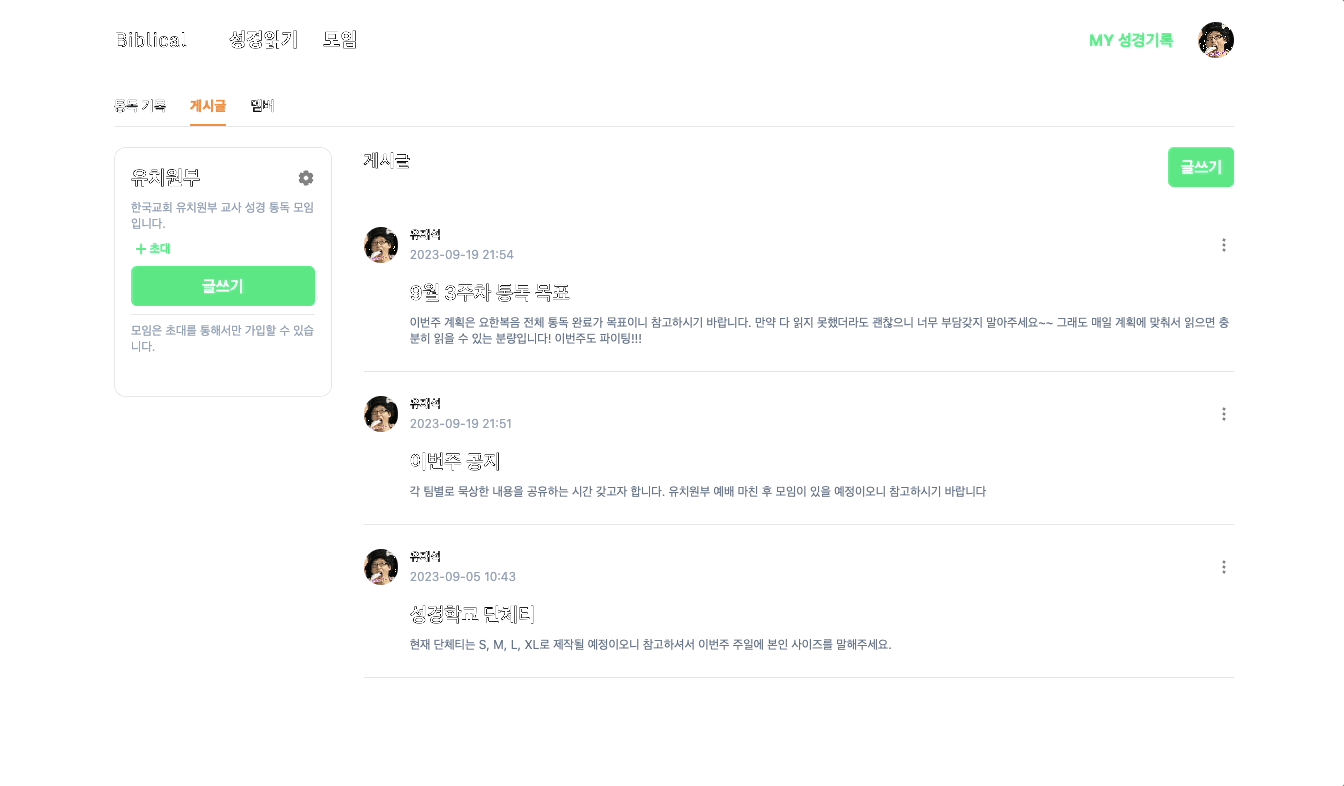 Biblical 성경읽기 모임 MY 성경기록
통독 기록 게시글 멤버
유치원부
한국교회 유치원부 교사 성경 통독 모임
입니다.
+ 초대
글쓰기
모임은 초대를 통해서만 가입할 수 있습
니다.
게시글 글쓰기
유재석
2023-09-19 21:54
9월 3주차 통독 목표
이번주 계획은 요한복음 전체 통독 완료가 목표이니 참고하시기 바랍니다. 만약 다 읽지 못했더라도 괜찮으니 너무 부담갖지 말아주세요~~ 그래도 매일 계획에 맞춰서 읽으면 충
분히 읽을 수 있는 분량입니다! 이번주도 파이팅!!!
유재석
2023-09-19 21:51
이번주 공지
각 팀별로 묵상한 내용을 공유하는 시간 갖고자 합니다. 유치원부 예배 마친 후 모임이 있을 예정이오니 참고하시기 바랍니다
유재석
2023-09-05 10:43
성경학교 단체티
현재 단체티는 S, M, L, XL로 제작될 예정이오니 참고하셔서 이번주 주일에 본인 사이즈를 말해주세요.